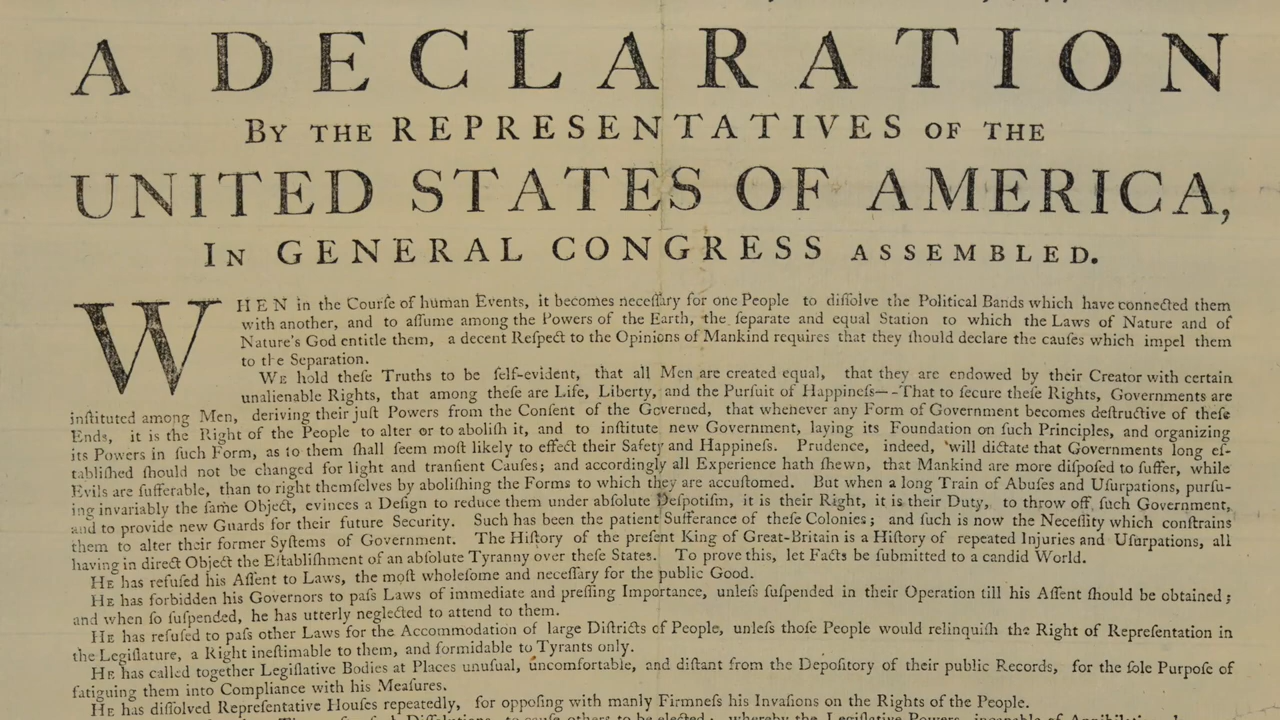 A DECLARATION
BY THE REPRESENTATIVES OF THE
UNITED STATES OF AMERICA,
IN GENERAL CONGRESS ASSEMBLED.
WHEN in the Courſe of human Events, it becomes neceſſary for one People to diſſolve the Political Bands which have connected them
with another, and to aſſume among the Powers of the Earth, the ſeparate and equal Station to which the Laws of Nature and of
Nature's God entitle them, a decent Reſpect to the Opinions of Mankind requires that they ſhould declare the cauſes which impel them
to the Separation.
WE hold theſe Truths to be ſelf-evident, that all Men are created equal, that they are endowed by their Creator with certain
unalienable Rights, that among theſe are Life, Liberty, and the Purſuit of Happineſs—-That to ſecure theſe Rights, Governments are
inſtituted among Men, deriving their juſt Powers from the Conſent of the Governed, that whenever any Form of Government becomes deſtructive of theſe
Ends, it is the Right of the People to alter or to aboliſh it, and to inſtitute new Government, laying its Foundation on ſuch Principles, and organizing
its Powers in ſuch Form, as to them ſhall ſeem moſt likely to effect their Safety and Happineſs. Prudence, indeed, will dictate that Governments long eſ-
tabliſhed ſhould not be changed for light and tranſient Cauſes; and accordingly all Experience hath ſhewn, that Mankind are more diſpoſed to ſuffer, while
Evils are ſufferable, than to right themſelves by aboliſhing the Forms to which they are accuſtomed. But when a long Train of Abuſes and Uſurpations, purſu-
ing invariably the ſame Object, evinces a Deſign to reduce them under abſolute Deſpotiſm, it is their Right, it is their Duty, to throw off ſuch Government,
and to provide new Guards for their future Security. Such has been the patient Sufferance of theſe Colonies; and ſuch is now the Neceſſity which conſtrains
them to alter their former Syſtems of Government. The Hiſtory of the preſent King of Great-Britain is a Hiſtory of repeated Injuries and Uſurpations, all
having in direct Object the Eſtabliſhment of an abſolute Tyranny over theſe States. To prove this, let Facts be ſubmitted to a candid World.
HE has refuſed his Aſſent to Laws, the moſt wholeſome and neceſſary for the public Good.
HE has forbidden his Governors to paſs Laws of immediate and preſſing Importance, unleſs ſuſpended in their Operation till his Aſſent ſhould be obtained;
and when ſo ſuſpended, he has utterly neglected to attend to them.
HE has refuſed to paſs other Laws for the Accommodation of large Diſtricts of People, unleſs thoſe People would relinquiſh the Right of Repreſentation in
the Legiſlature, a Right ineſtimable to them, and formidable to Tyrants only.
HE has called together Legiſlative Bodies at Places unuſual, uncomfortable, and diſtant from the Depoſitory of their public Records, for the ſole Purpoſe of
fatiguing them into Compliance with his Meaſures.
HE has diſſolved Repreſentative Houſes repeatedly, for oppoſing with manly Firmneſs his Invaſions on the Rights of the People.
to cauſe others to be elected; whereby the Legiſlative Powers, incapable of Annihilation,